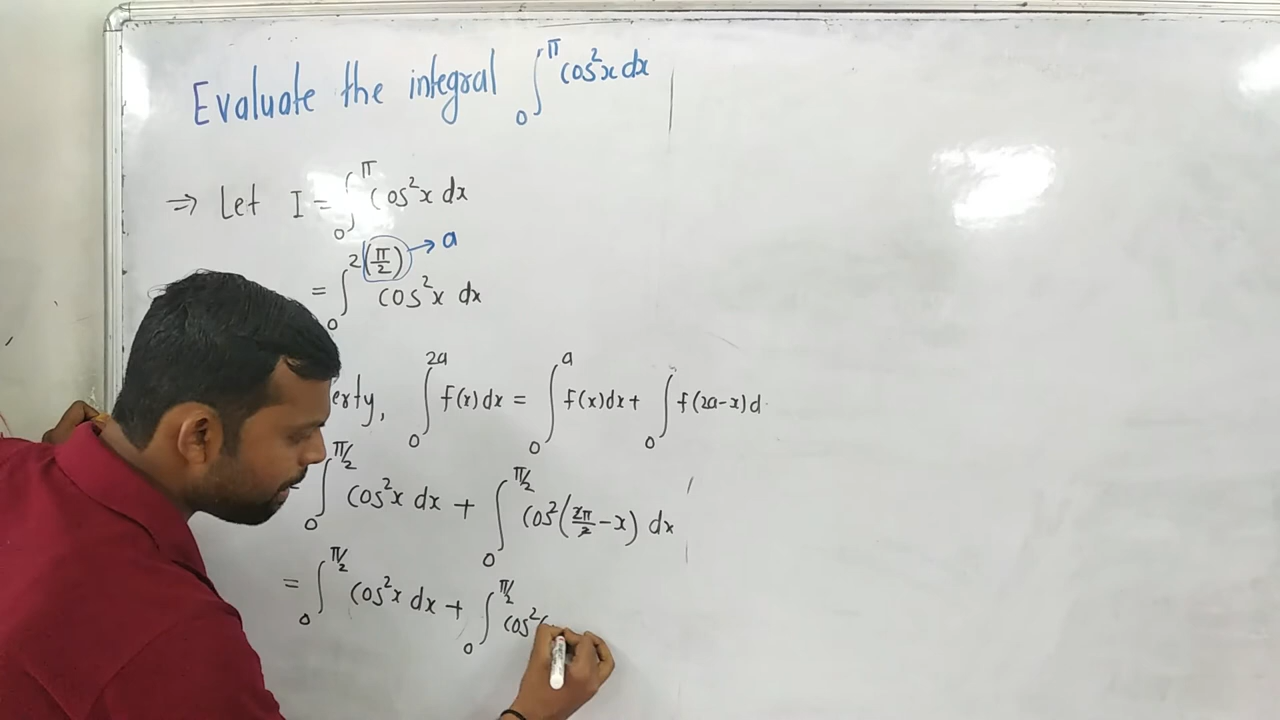 Evaluate the integral ∫₀^π cos²x dx
⇒ Let I = ∫₀^π cos²x dx
= ∫₀^{2(π/2)} cos²x dx → a
erty, ∫₀^{2a} f(x)dx = ∫₀^a f(x)dx + ∫₀ f(2a-x)d
∫₀^{π/2} cos²x dx + ∫₀^{π/2} cos²(2π/2 - x) dx
= ∫₀^{π/2} cos²x dx + ∫₀^{π/2} cos²(